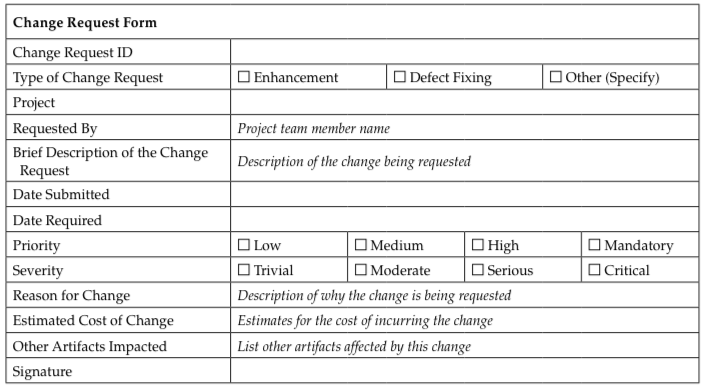 Change Request Form
Change Request ID
Type of Change Request ☐ Enhancement ☐ Defect Fixing ☐ Other (Specify)
Project
Requested By Project team member name
Brief Description of the Change
Request
Description of the change being requested
Date Submitted
Date Required
Priority ☐ Low ☐ Medium ☐ High ☐ Mandatory
Severity ☐ Trivial ☐ Moderate ☐ Serious ☐ Critical
Reason for Change Description of why the change is being requested
Estimated Cost of Change Estimates for the cost of incurring the change
Other Artifacts Impacted List other artifacts affected by this change
Signature